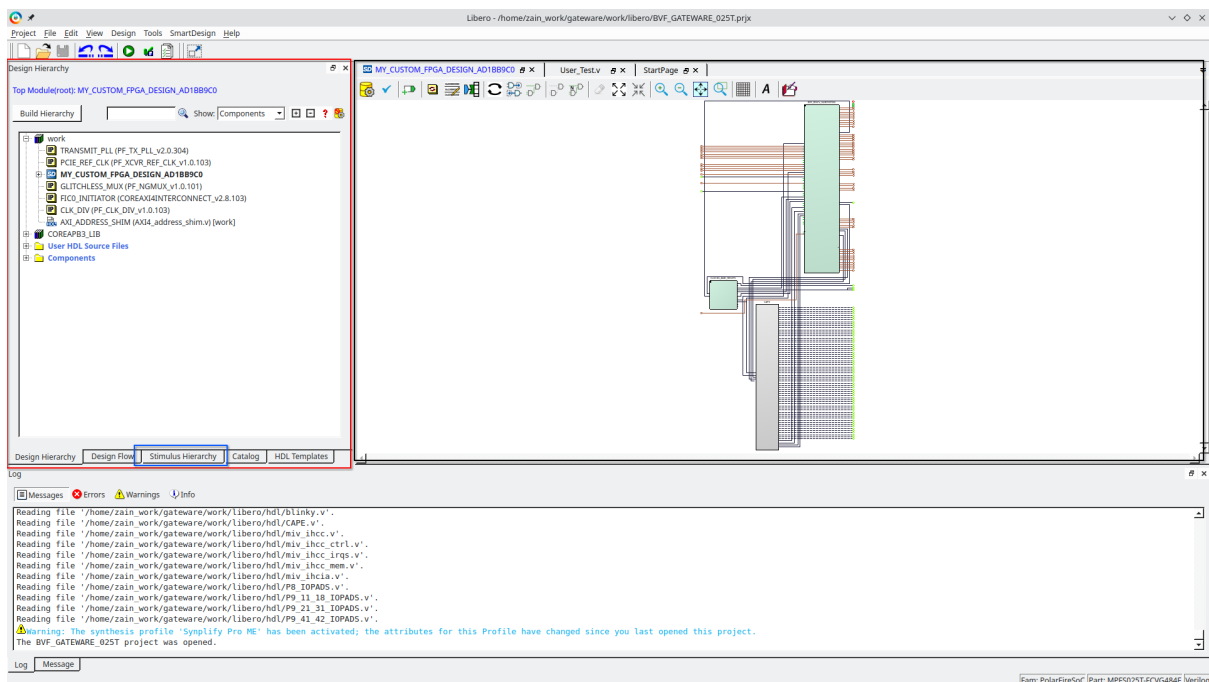 Libero - /home/zain_work/gateware/work/libero/BVF_GATEWARE_025T.prjx
Project File Edit View Design Tools SmartDesign Help
Design Hierarchy
Top Module(root): MY_CUSTOM_FPGA_DESIGN_AD1BB9C0
Build Hierarchy Show: Components
work
TRANSMIT_PLL (PF_TX_PLL_v2.0.304)
PCIE_REF_CLK (PF_XCVR_REF_CLK_v1.0.103)
MY_CUSTOM_FPGA_DESIGN_AD1BB9C0
GLITCHLESS_MUX (PF_NGMUX_v1.0.101)
FIC0_INITIATOR (COREAXI4INTERCONNECT_v2.8.103)
CLK_DIV (PF_CLK_DIV_v1.0.103)
AXI_ADDRESS_SHIM (AXI4_address_shim.v) [work]
COREAPB3_LIB
User HDL Source Files
Components
Design Hierarchy Design Flow Stimulus Hierarchy Catalog HDL Templates
MY_CUSTOM_FPGA_DESIGN_AD1BB9C0 User_Test.v StartPage
Log
Messages Errors Warnings Info
Reading file '/home/zain_work/gateware/work/libero/hdl/blinky.v'.
Reading file '/home/zain_work/gateware/work/libero/hdl/CAPE.v'.
Reading file '/home/zain_work/gateware/work/libero/hdl/miv_ihcc.v'.
Reading file '/home/zain_work/gateware/work/libero/hdl/miv_ihcc_ctrl.v'.
Reading file '/home/zain_work/gateware/work/libero/hdl/miv_ihcc_irqs.v'.
Reading file '/home/zain_work/gateware/work/libero/hdl/miv_ihcc_mem.v'.
Reading file '/home/zain_work/gateware/work/libero/hdl/miv_ihcia.v'.
Reading file '/home/zain_work/gateware/work/libero/hdl/P8_IOPADS.v'.
Reading file '/home/zain_work/gateware/work/libero/hdl/P9_11_18_IOPADS.v'.
Reading file '/home/zain_work/gateware/work/libero/hdl/P9_21_31_IOPADS.v'.
Reading file '/home/zain_work/gateware/work/libero/hdl/P9_41_42_IOPADS.v'.
Warning: The synthesis profile 'Synplify Pro ME' has been activated; the attributes for this Profile have changed since you last opened this project.
The BVF_GATEWARE_025T project was opened.
Log Message
Fam: PolarFireSoC Part: MPFS025T-FCVG484E Verilog